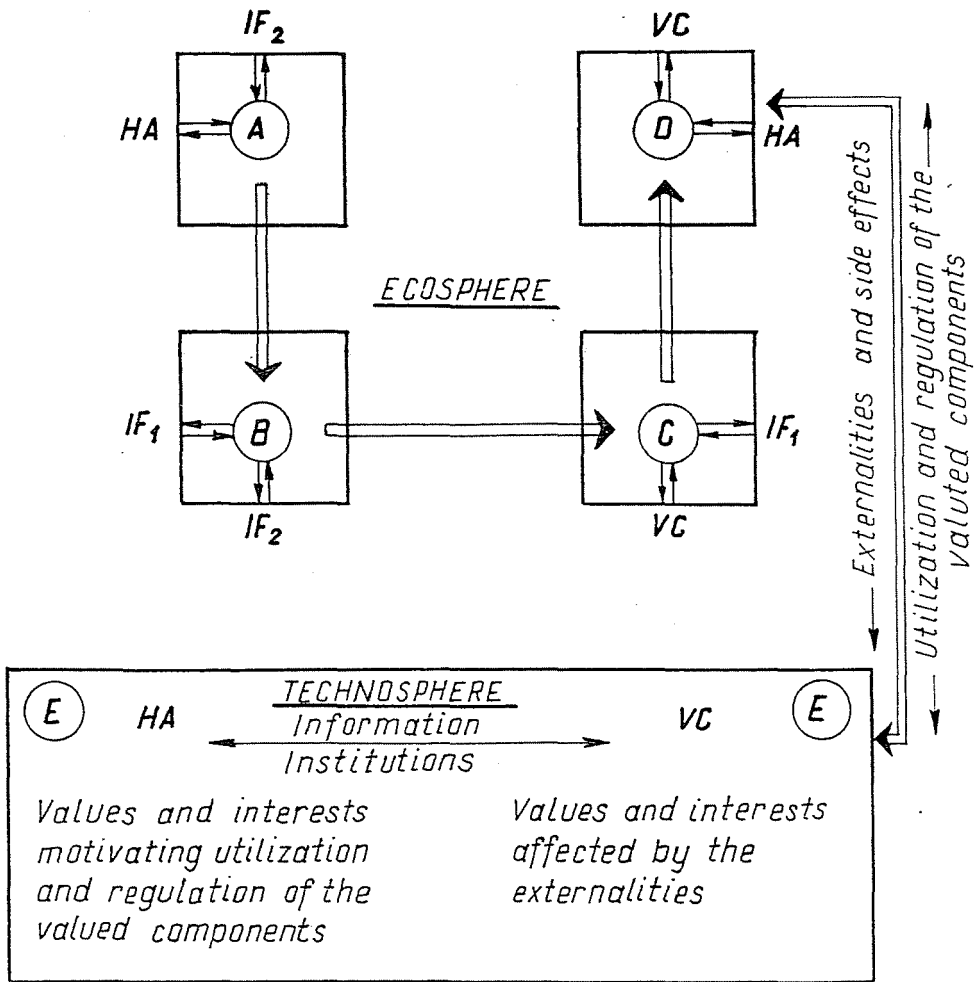 IF₂
VC
HA
A
D
HA
ECOSPHERE
IF₁
B
C
IF₁
IF₂
VC
Externalities and side effects
Utilization and regulation of the
valuted components
E
HA
TECHNOSPHERE
Information
Institutions
VC
E
Values and interests
motivating utilization
and regulation of the
valued components
Values and interests
affected by the
externalities